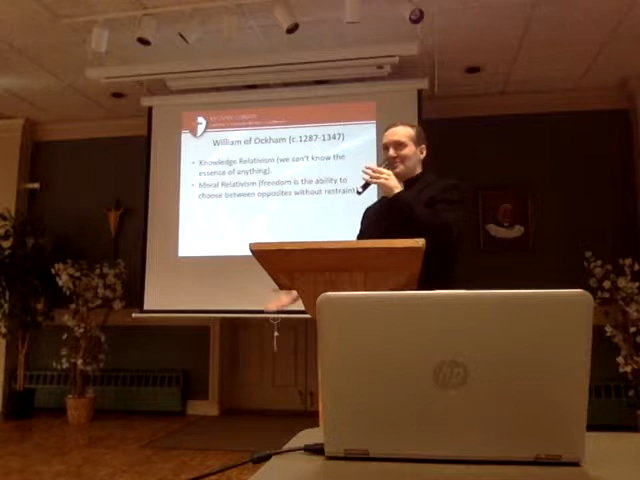 William of Ockham (c.1287-1347)
• Knowledge Relativism (we can't know the
essence of anything).
• Moral Relativism (freedom is the ability to
choose between opposites without restraint)
hp